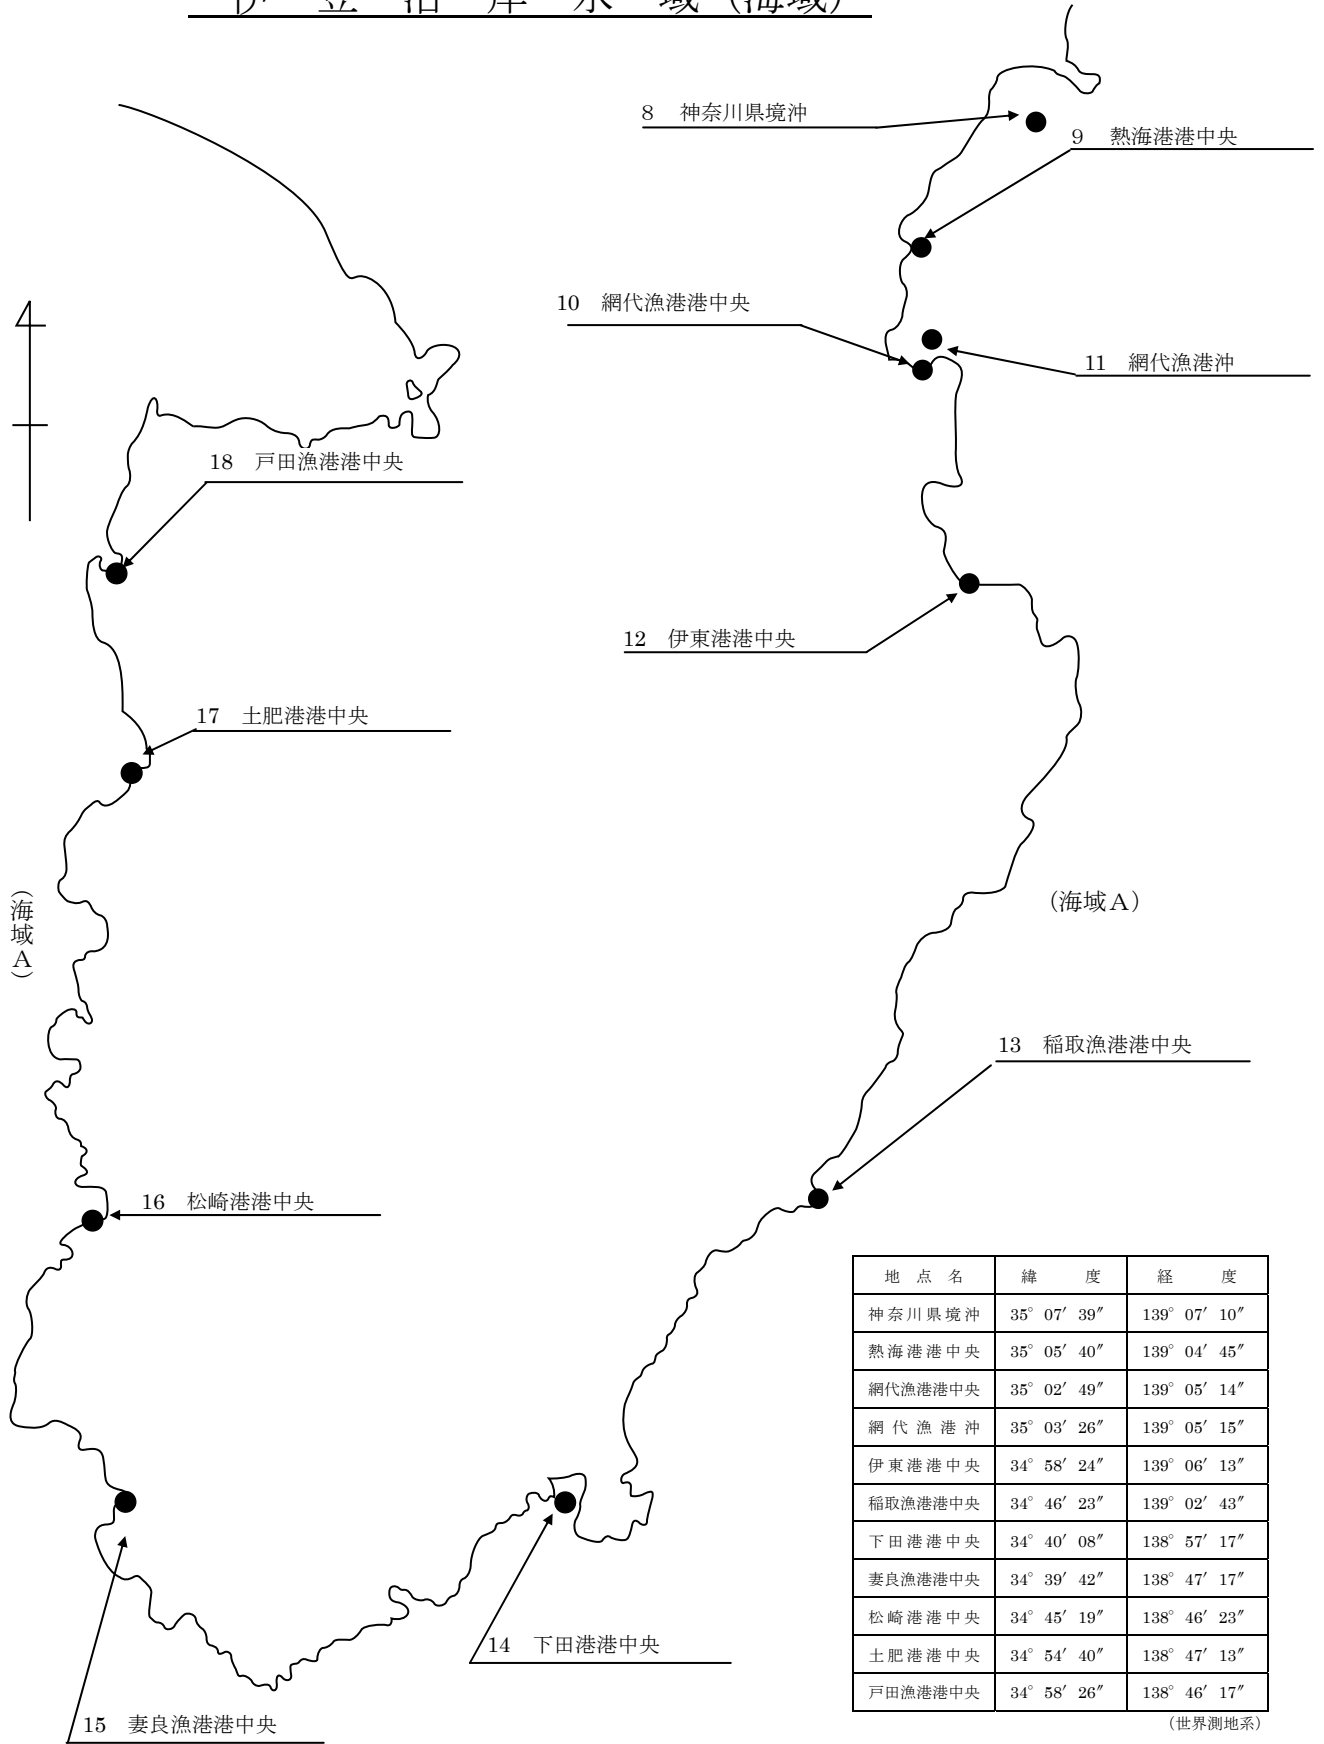 伊豆沿岸水域（海域）
8 神奈川県境沖
9 熱海港港中央
10 網代漁港港中央
11 網代漁港沖
18 戸田漁港港中央
12 伊東港港中央
17 土肥港港中央
（海域A）
（海域A）
13 稲取漁港港中央
16 松崎港港中央
14 下田港港中央
15 妻良漁港港中央
地点名 緯度 経度
神奈川県境沖 35° 07′ 39″ 139° 07′ 10″
熱海港港中央 35° 05′ 40″ 139° 04′ 45″
網代漁港港中央 35° 02′ 49″ 139° 05′ 14″
網代漁港沖 35° 03′ 26″ 139° 05′ 15″
伊東港港中央 34° 58′ 24″ 139° 06′ 13″
稲取漁港港中央 34° 46′ 23″ 139° 02′ 43″
下田港港中央 34° 40′ 08″ 138° 57′ 17″
妻良漁港港中央 34° 39′ 42″ 138° 47′ 17″
松崎港港中央 34° 45′ 19″ 138° 46′ 23″
土肥港港中央 34° 54′ 40″ 138° 47′ 13″
戸田漁港港中央 34° 58′ 26″ 138° 46′ 17″
（世界測地系）